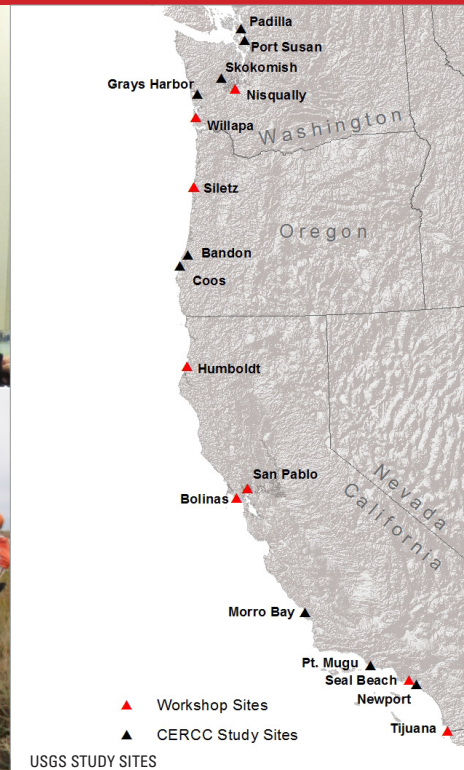 Padilla
Port Susan
Skokomish
Grays Harbor
Nisqually
Willapa
Washington
Siletz
Oregon
Bandon
Coos
Humboldt
San Pablo
Bolinas
Nevada
California
Morro Bay
Pt. Mugu
Seal Beach
Newport
Tijuana
Workshop Sites
CERCC Study Sites
USGS STUDY SITES